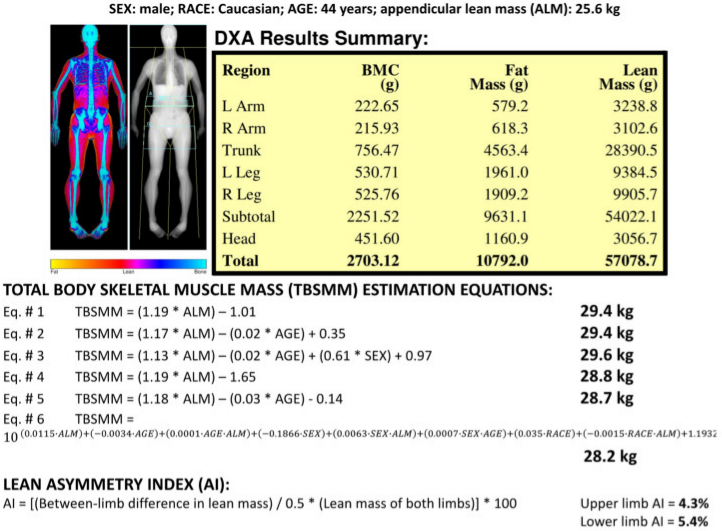 SEX: male; RACE: Caucasian; AGE: 44 years; appendicular lean mass (ALM): 25.6 kg
DXA Results Summary:
Region BMC (g) Fat Mass (g) Lean Mass (g)
L Arm 222.65 579.2 3238.8
R Arm 215.93 618.3 3102.6
Trunk 756.47 4563.4 28390.5
L Leg 530.71 1961.0 9384.5
R Leg 525.76 1909.2 9905.7
Subtotal 2251.52 9631.1 54022.1
Head 451.60 1160.9 3056.7
Total 2703.12 10792.0 57078.7
Fat Lean Bone
TOTAL BODY SKELETAL MUSCLE MASS (TBSMM) ESTIMATION EQUATIONS:
Eq. # 1 TBSMM = (1.19 * ALM) – 1.01 29.4 kg
Eq. # 2 TBSMM = (1.17 * ALM) – (0.02 * AGE) + 0.35 29.4 kg
Eq. # 3 TBSMM = (1.13 * ALM) – (0.02 * AGE) + (0.61 * SEX) + 0.97 29.6 kg
Eq. # 4 TBSMM = (1.19 * ALM) – 1.65 28.8 kg
Eq. # 5 TBSMM = (1.18 * ALM) – (0.03 * AGE) - 0.14 28.7 kg
Eq. # 6 TBSMM =
10 (0.0115·ALM)+(−0.0034·AGE)+(0.0001·AGE·ALM)+(−0.1866·SEX)+(0.0063·SEX·ALM)+(0.0007·SEX·AGE)+(0.035·RACE)+(−0.0015·RACE·ALM)+1.1932
28.2 kg
LEAN ASYMMETRY INDEX (AI):
AI = [(Between-limb difference in lean mass) / 0.5 * (Lean mass of both limbs)] * 100 Upper limb AI = 4.3%
Lower limb AI = 5.4%